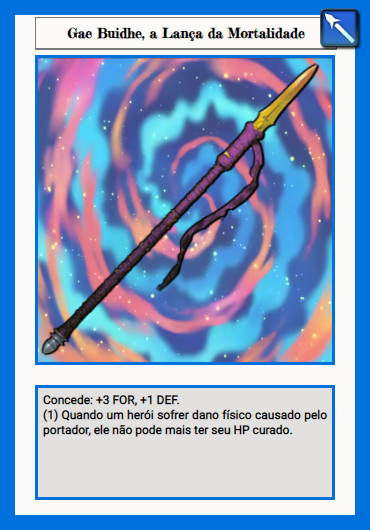 Gae Buidhe, a Lança da Mortalidade
Concede: +3 FOR, +1 DEF.
(1) Quando um herói sofrer dano físico causado pelo
portador, ele não pode mais ter seu HP curado.